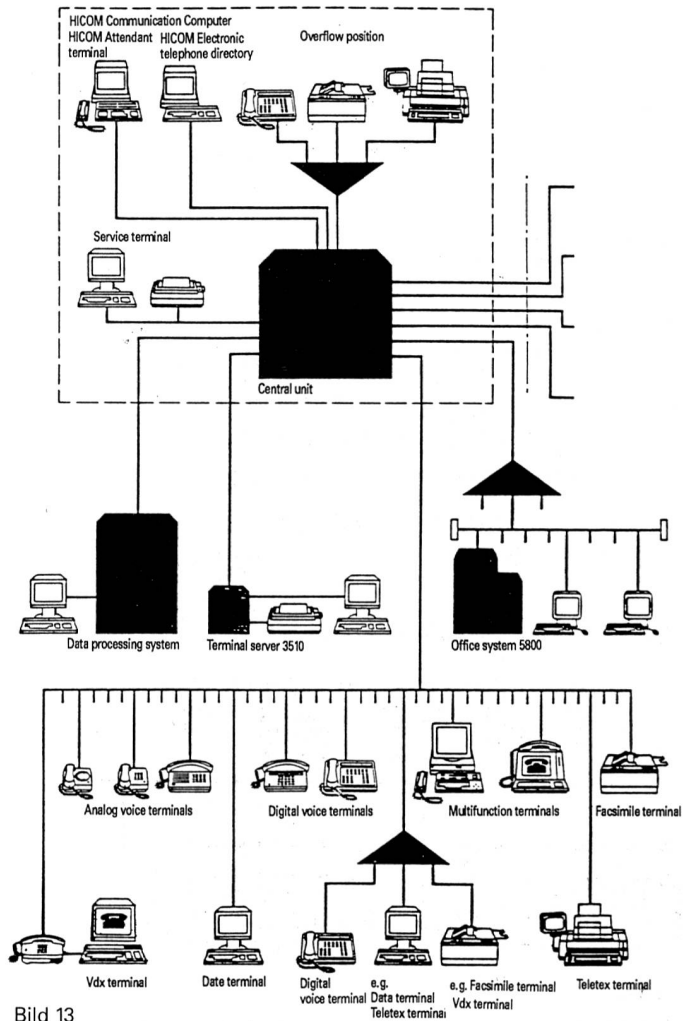 HICOM Communication Computer
HICOM Attendant terminal
HICOM Electronic telephone directory
Overflow position
Service terminal
Central unit
Data processing system
Terminal server 3510
Office system 5800
Analog voice terminals
Digital voice terminals
Multifunction terminals
Facsimile terminal
Vdx terminal
Date terminal
Digital
voice terminal
e.g.
Data terminal
Teletex terminal
e.g. Facsimile terminal
Vdx terminal
Teletex terminal
Bild 13